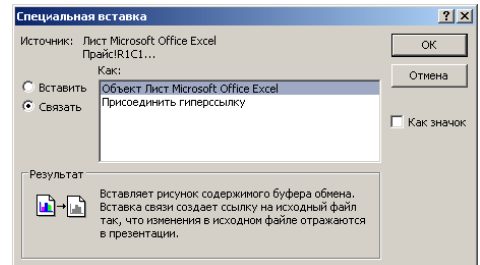 Специальная вставка
Источник: Лист Microsoft Office Excel
Прайс!R1C1...
ОК
Как:
Отмена
Вставить
Объект Лист Microsoft Office Excel
Связать
Присоединить гиперссылку
Как значок
Результат
Вставляет рисунок содержимого буфера обмена.
Вставка связи создает ссылку на исходный файл
так, что изменения в исходном файле отражаются
в презентации.